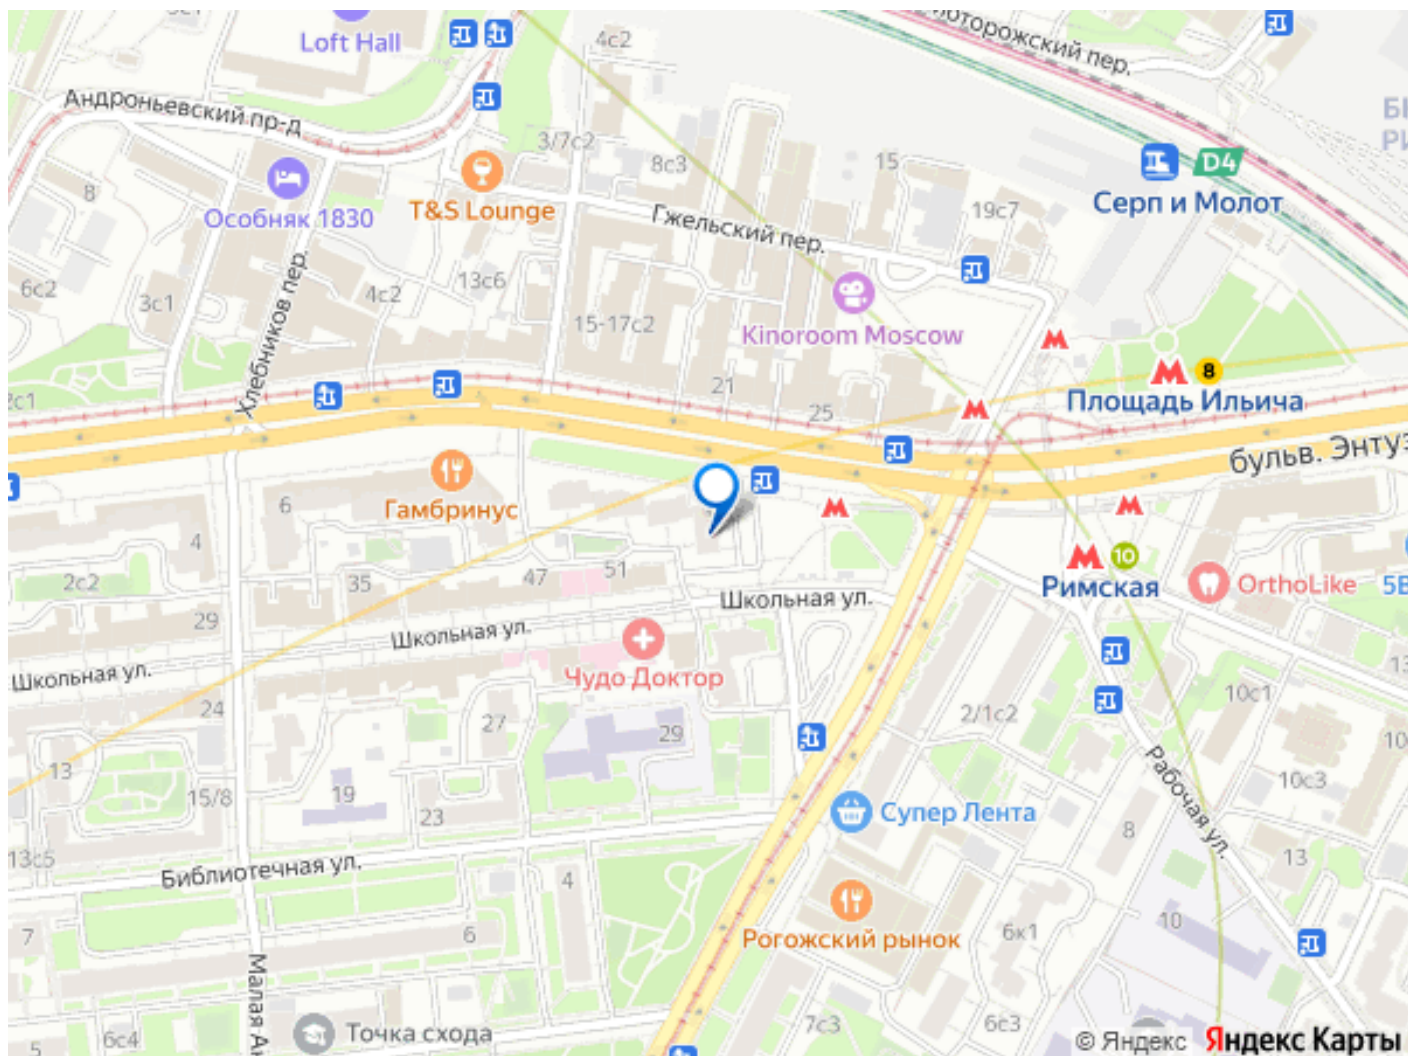 Loft Hall
4с2
лоторожский пер.
Андроньевский пр-д
3/7с2
8с3
15
D4
Серп и Молот
8
Особняк 1830
T&S Lounge
Гжельский пер.
19с7
6с2
3с1
Хлебников пер.
4с2
13с6
15-17с2
Kinoroom Moscow
21
25
8
Площадь Ильича
бульв. Энтуз
Гамбринус
6
4
2с2
35
47
51
10
Римская
OrthoLike
29
Школьная ул.
Школьная ул.
Школьная ул.
Чудо Доктор
24
27
29
2/1с2
10с1
13
15/8
19
23
Супер Лента
8
Рабочая ул.
10с3
13
13с5
Библиотечная ул.
4
7
6
Рогожский рынок
6к1
10
Малая Ан
5
6с4
Точка схода
7с3
6с3
© Яндекс Яндекс Карты